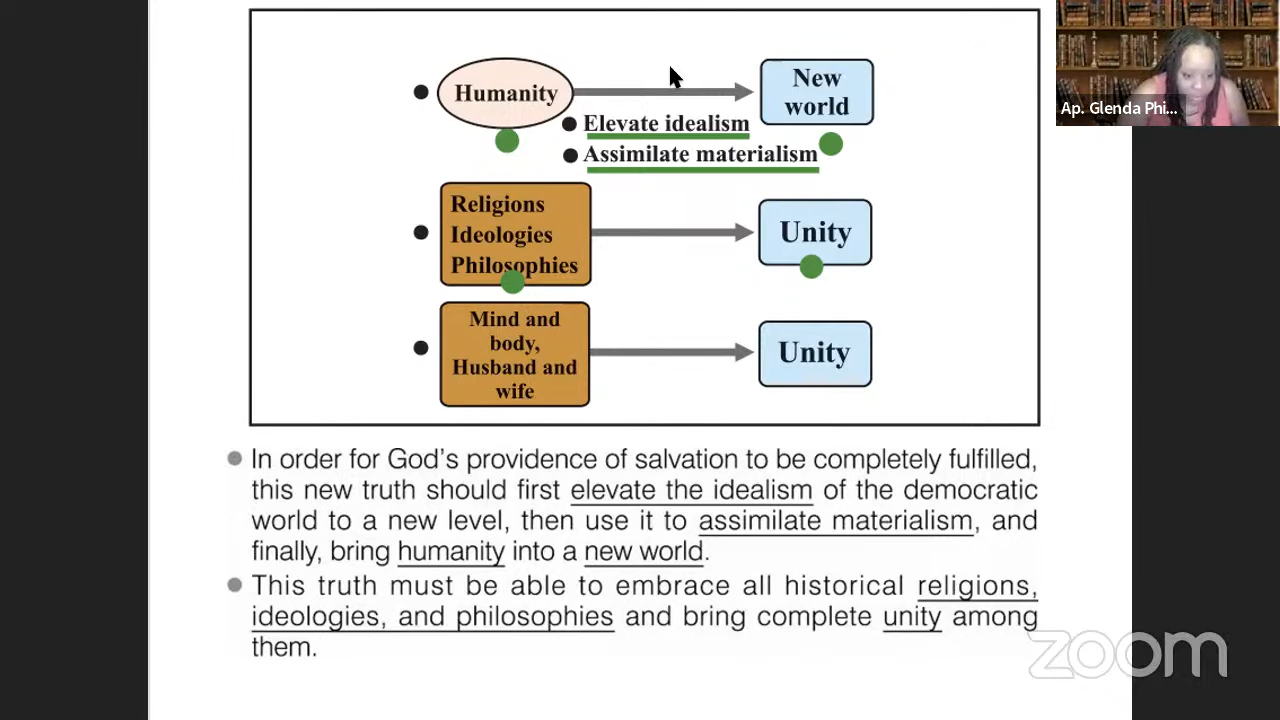 Humanity
New
world
Ap. Glenda Phi...
Elevate idealism
Assimilate materialism
Religions
Ideologies
Philosophies
Unity
Mind and
body,
Husband and
wife
Unity
In order for God's providence of salvation to be completely fulfilled,
this new truth should first elevate the idealism of the democratic
world to a new level, then use it to assimilate materialism, and
finally, bring humanity into a new world.
This truth must be able to embrace all historical religions,
ideologies, and philosophies and bring complete unity among
them.
zoom